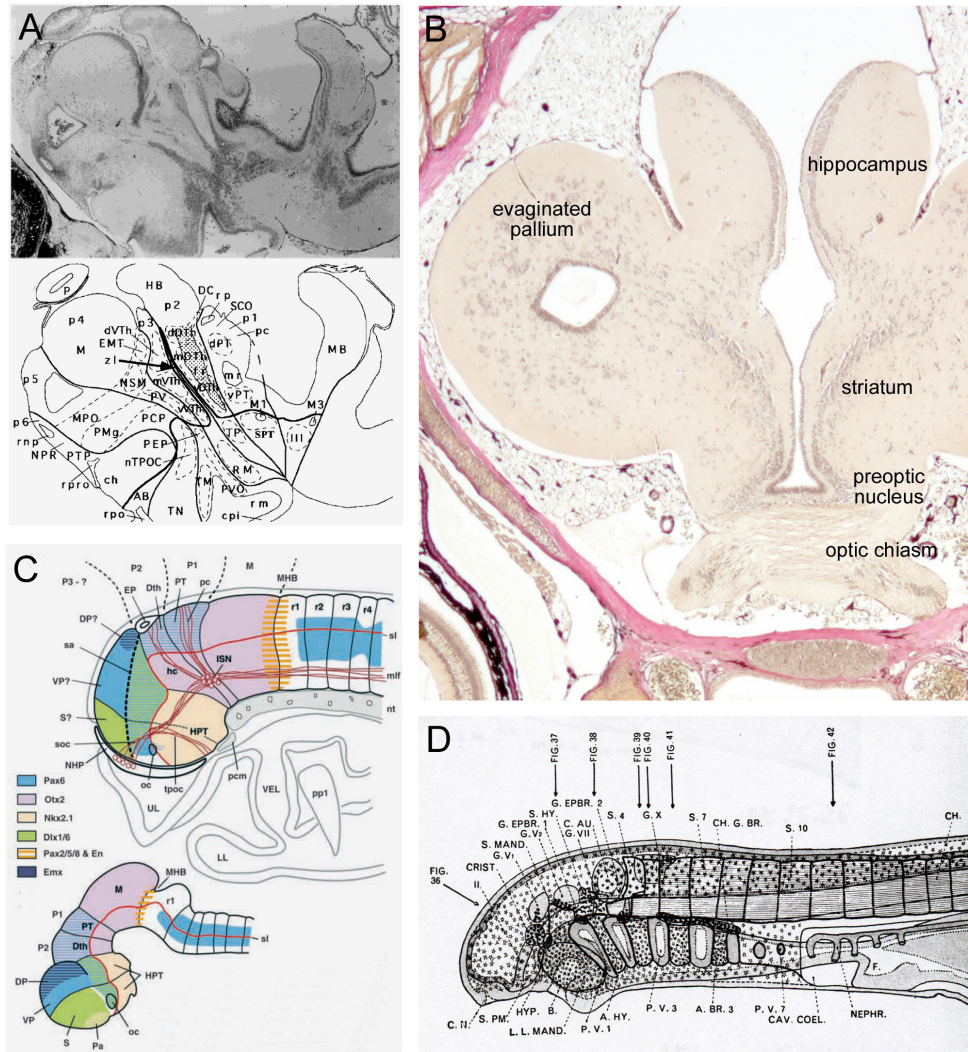 A
P
HB
p2
DC
rp
SCO
p1
pc
p4
p3
dVTh
EMT
M
zl
dDTh
mDTh
fr
vDTh
dPT
mr
vPT
MB
p5
NSM
mVTh
PV
vVTh
M1
M3
p6
rnp
NPR
MPO
PMg
PTP
PCP
PEP
nTPOC
TP
SPT
III
rpro
ch
TM
RM
PVO
rm
AB
rpo
TN
cpi
B
hippocampus
evaginated
pallium
striatum
preoptic
nucleus
optic chiasm
C
P3 - ?
P2
P1
M
MHB
EP
Dth
PT
pc
r1
r2
r3
r4
DP?
sa
sl
VP?
hc
ISN
mlf
S?
nt
soc
HPT
NHP
oc
tpoc
pcm
UL
VEL
pp1
LL
Pax6
Otx2
Nkx2.1
Dlx1/6
Pax2/5/8 & En
Emx
M
MHB
r1
P1
PT
P2
Dth
sl
DP
HPT
VP
oc
S
Pa
D
FIG. 37
FIG. 38
FIG. 39
FIG. 40
FIG. 41
FIG. 42
G. EPBR. 2
S. HY.
C. AU.
S. 4
G. X
S. 7
CH. G. BR.
S. 10
CH.
G. EPBR. 1
G. VII
G. V₂
S. MAND.
G. V₁
CRIST.
II.
FIG.
36
C. N.
S. PM.
HYP.
B.
L. L. MAND.
P. V. 1
A. HY.
P. V. 3
A. BR. 3
P. V. 7
CAV. COEL.
NEPHR.
F.